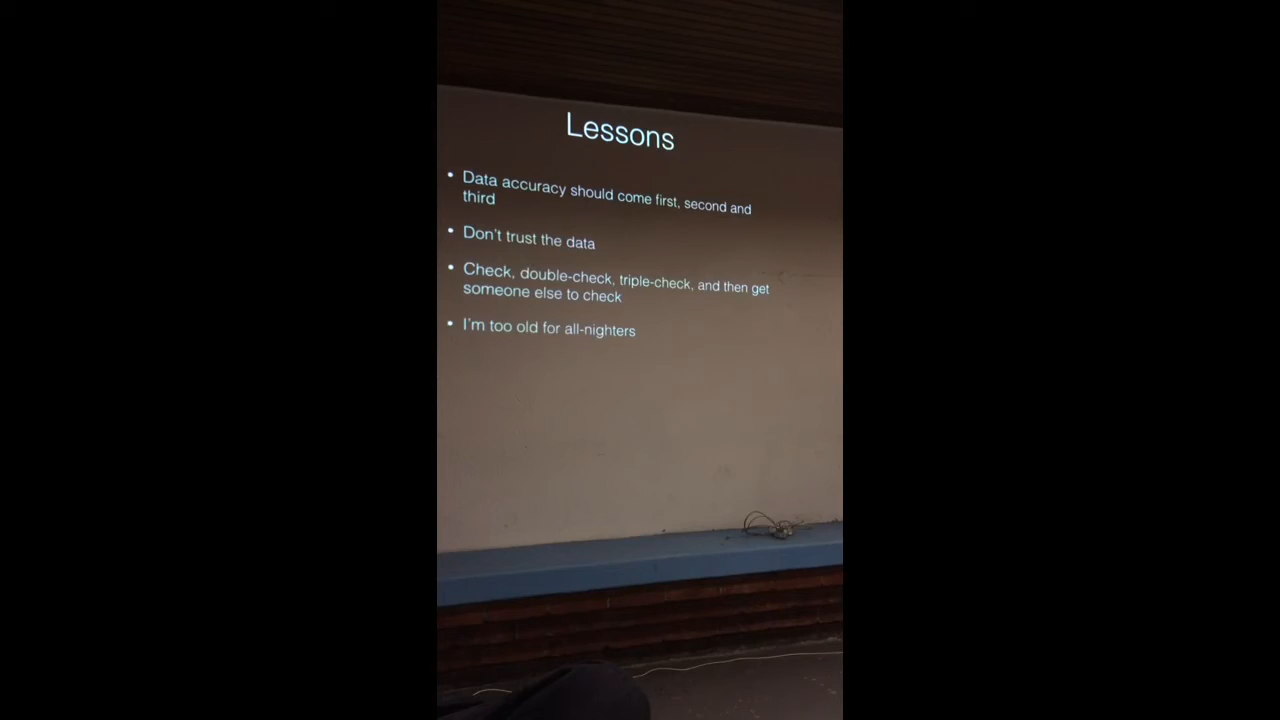 Lessons
• Data accuracy should come first, second and
third
• Don't trust the data
• Check, double-check, triple-check, and then get
someone else to check
• I'm too old for all-nighters